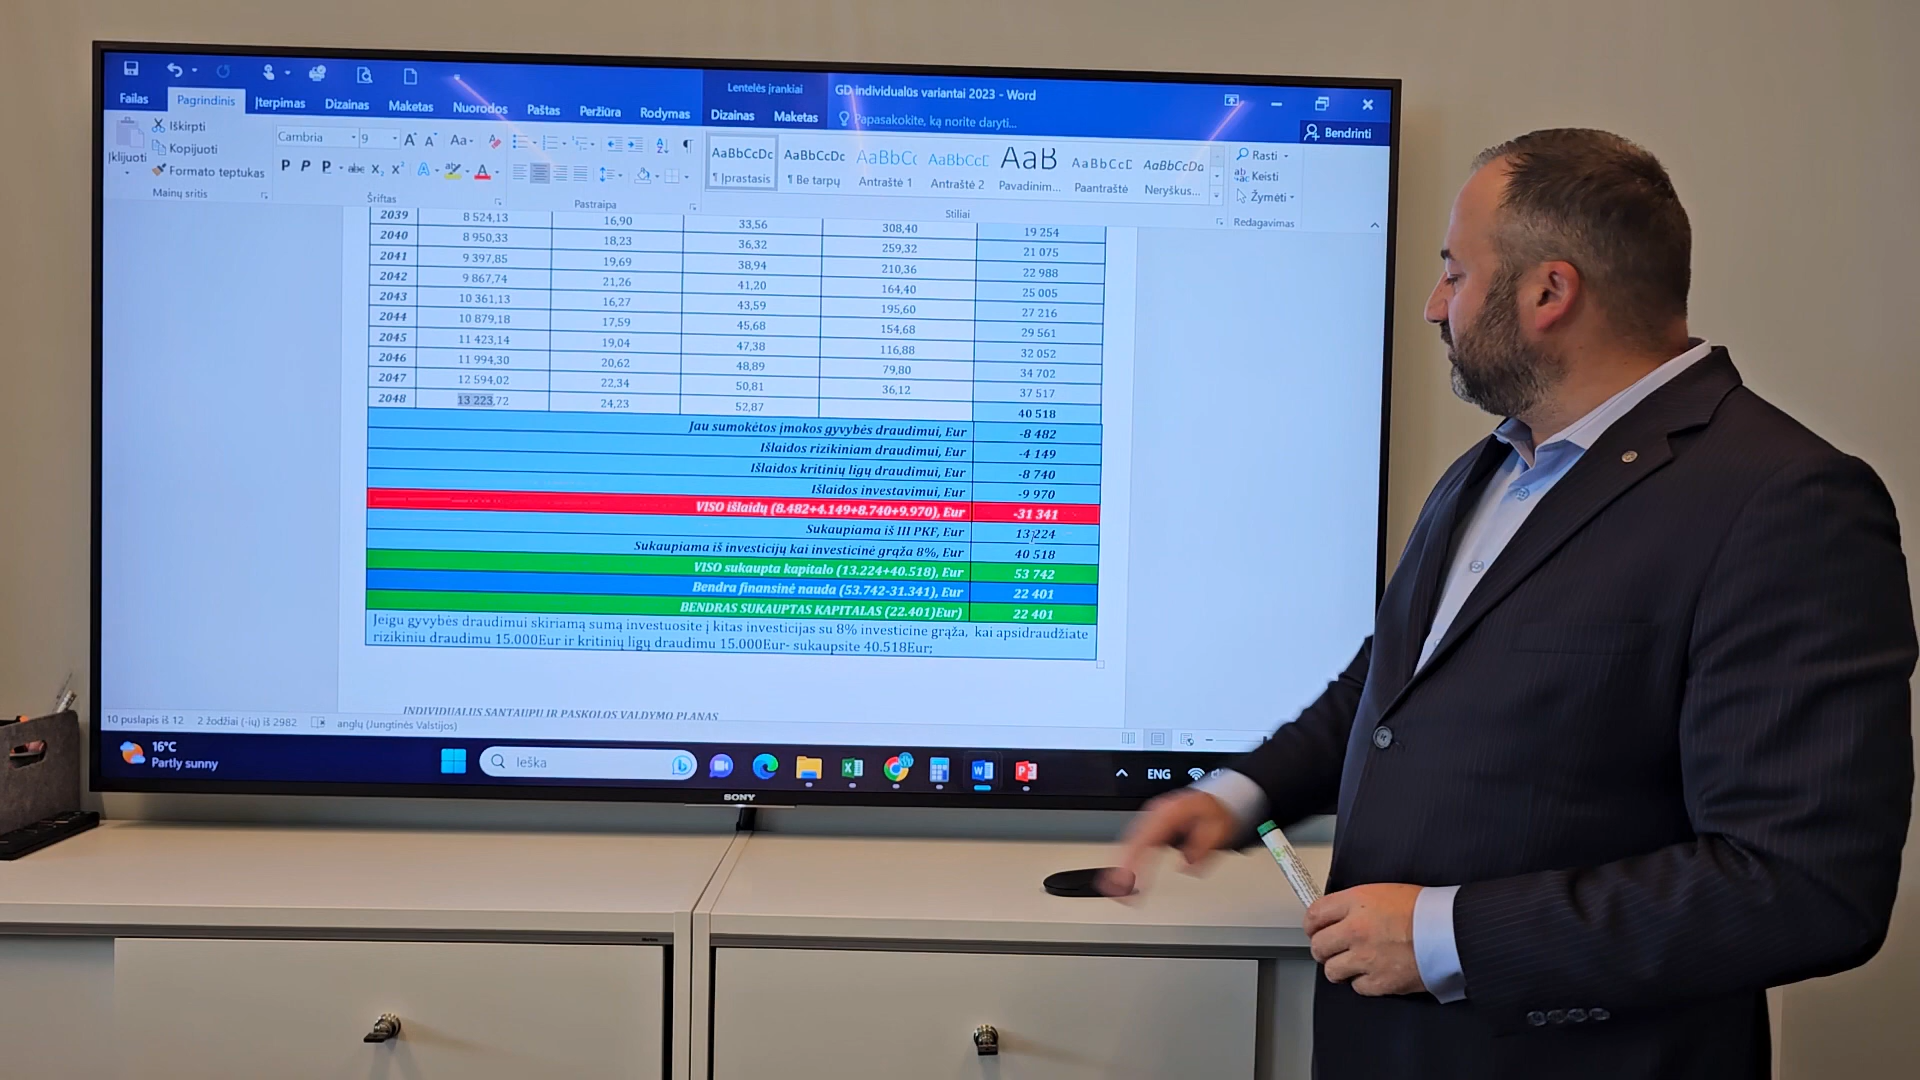 Lentelės įrankiai
GD individualūs variantai 2023 - Word
Failas Pagrindinis Įterpimas Dizainas Maketas Nuorodos Paštas Peržiūra Rodymas Dizainas Maketas Papasakokite, ką norite daryti... Bendrinti
Įklijuoti
Iškirpti
Kopijuoti
Formato teptukas
Mainų sritis
Cambria 9
Šriftas
Pastraipa
AaBbCcDc AaBbCcDc AaBbCc AaBbCcE AaB AaBbCcE AaBbCcDa
¶ Įprastasis ¶ Be tarpų Antraštė 1 Antraštė 2 Pavadinim... Paantraštė Neryškus...
Stiliai
Rasti
Keisti
Žymėti
Redagavimas
2039 8 524,13 16,90 33,56 308,40 19 254
2040 8 950,33 18,23 36,32 259,32 21 075
2041 9 397,85 19,69 38,94 210,36 22 988
2042 9 867,74 21,26 41,20 164,40 25 005
2043 10 361,13 16,27 43,59 195,60 27 216
2044 10 879,18 17,59 45,68 154,68 29 561
2045 11 423,14 19,04 47,38 116,88 32 052
2046 11 994,30 20,62 48,89 79,80 34 702
2047 12 594,02 22,34 50,81 36,12 37 517
2048 13 223,72 24,23 52,87 40 518
Jau sumokėtos įmokos gyvybės draudimui, Eur -8 482
Išlaidos rizikiniam draudimui, Eur -4 149
Išlaidos kritinių ligų draudimui, Eur -8 740
Išlaidos investavimui, Eur -9 970
VISO išlaidų (8.482+4.149+8.740+9.970), Eur -31 341
Sukaupiama iš III PKF, Eur 13 224
Sukaupiama iš investicijų kai investicinė grąža 8%, Eur 40 518
VISO sukaupta kapitalo (13.224+40.518), Eur 53 742
Bendra finansinė nauda (53.742-31.341), Eur 22 401
BENDRAS SUKAUPTAS KAPITALAS (22.401)Eur) 22 401
Jeigu gyvybės draudimui skiriamą sumą investuosite į kitas investicijas su 8% investicine grąža, kai apsidraudžiate
rizikiniu draudimu 15.000Eur ir kritinių ligų draudimu 15.000Eur- sukaupsite 40.518Eur;
INDIVIDUALUS SANTAUPŲ IR PASKOLOS VALDYMO PLANAS
10 puslapis iš 12 2 žodžiai (-ių) iš 2982 anglų (Jungtinės Valstijos)
16°C
Partly sunny
Ieška
ENG
SONY